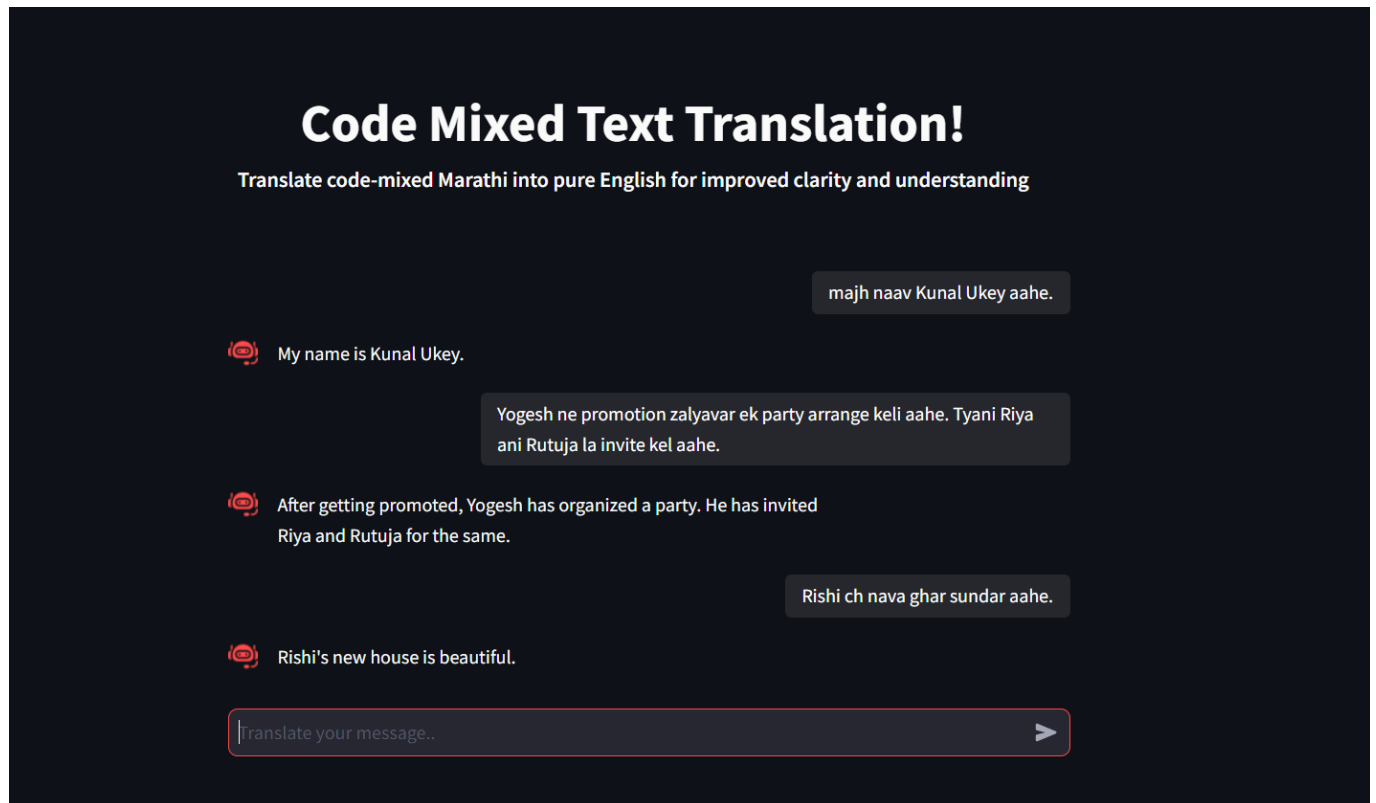 Code Mixed Text Translation!
Translate code-mixed Marathi into pure English for improved clarity and understanding
majh naav Kunal Ukey aahe.
My name is Kunal Ukey.
Yogesh ne promotion zalyavar ek party arrange keli aahe. Tyani Riya
ani Rutuja la invite kel aahe.
After getting promoted, Yogesh has organized a party. He has invited
Riya and Rutuja for the same.
Rishi ch nava ghar sundar aahe.
Rishi's new house is beautiful.
Translate your message..